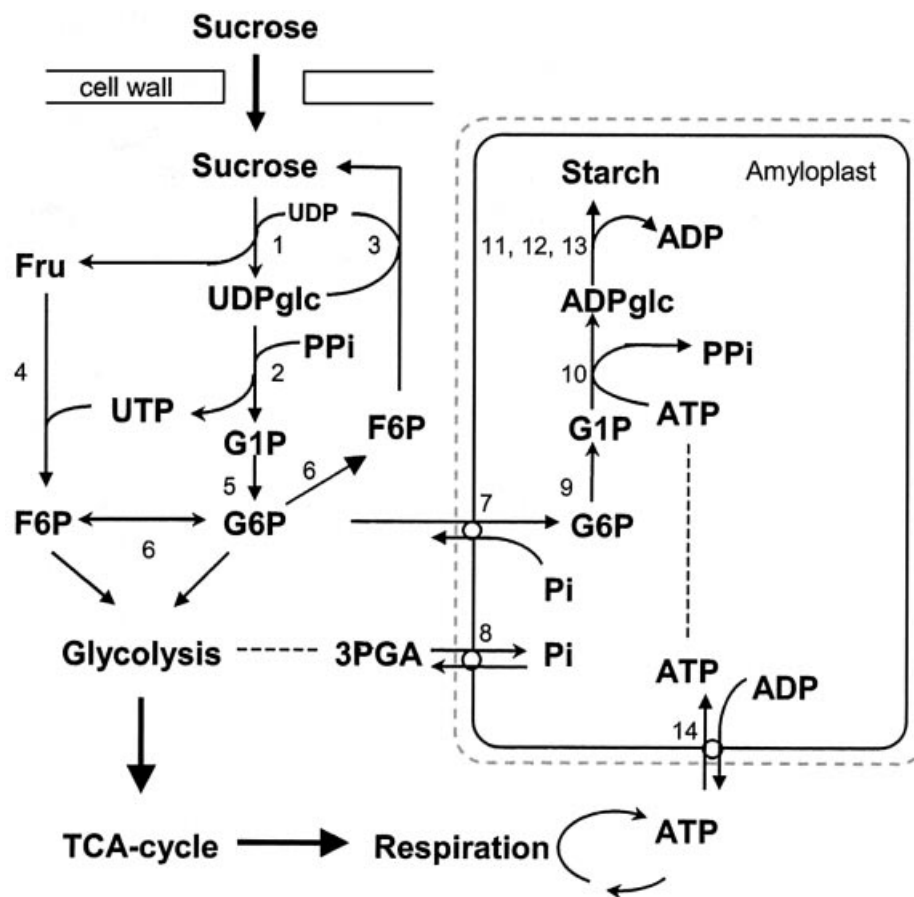 Sucrose
cell wall
Sucrose
UDP
1
3
Fru
UDPglc
PPi
2
4
UTP
G1P
F6P
5
6
F6P
G6P
6
Glycolysis
3PGA
TCA-cycle
Respiration
ATP
Amyloplast
Starch
11, 12, 13
ADP
ADPglc
PPi
10
ATP
G1P
9
7
G6P
Pi
8
Pi
ATP
ADP
14